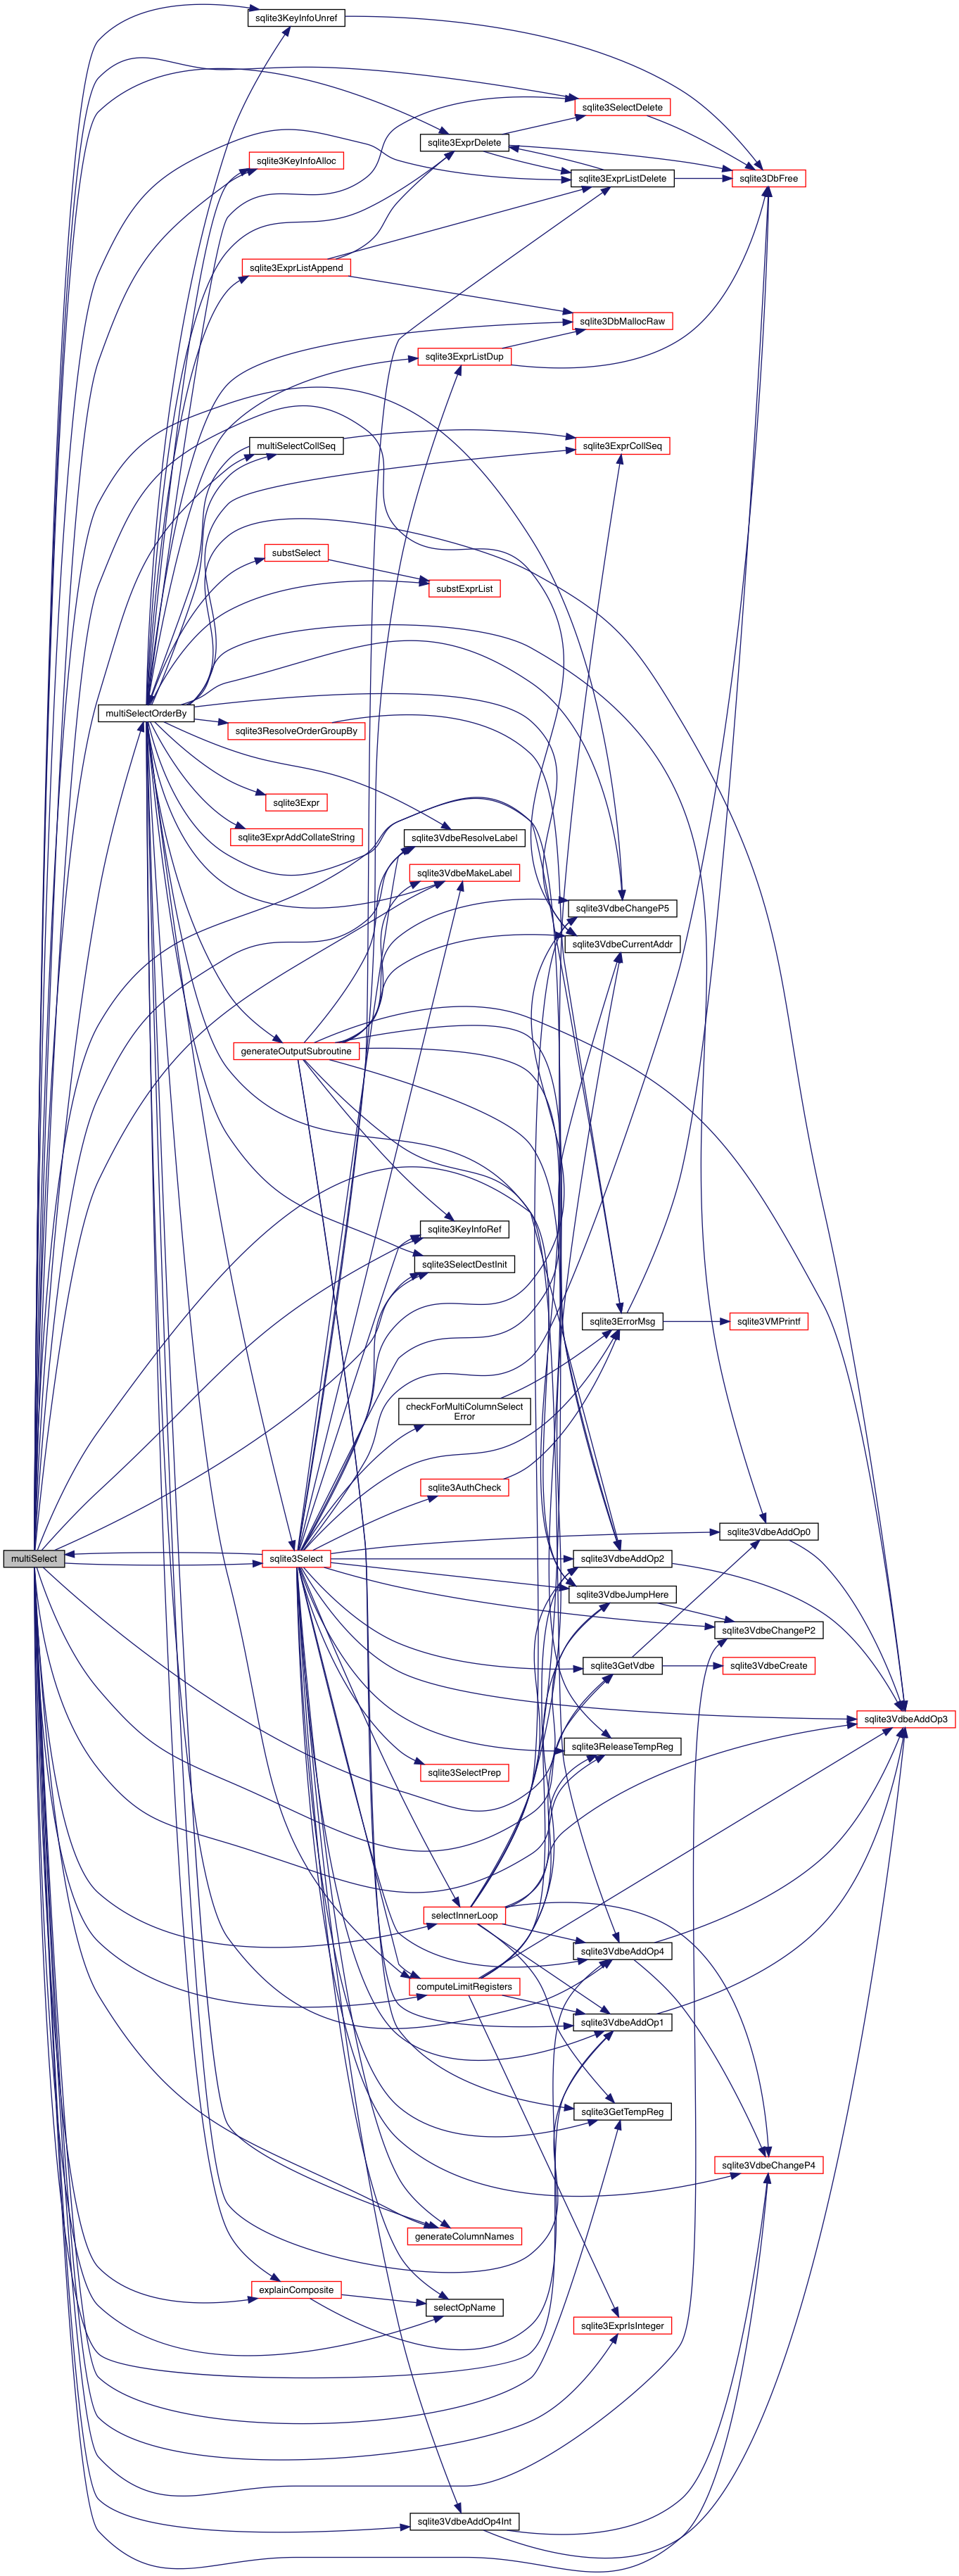 sqlite3KeyInfoUnref
sqlite3SelectDelete
sqlite3ExprDelete
sqlite3KeyInfoAlloc
sqlite3ExprListDelete
sqlite3DbFree
sqlite3ExprListAppend
sqlite3DbMallocRaw
sqlite3ExprListDup
multiSelectCollSeq
sqlite3ExprCollSeq
substSelect
substExprList
multiSelectOrderBy
sqlite3ResolveOrderGroupBy
sqlite3Expr
sqlite3ExprAddCollateString
sqlite3VdbeResolveLabel
sqlite3VdbeMakeLabel
sqlite3VdbeChangeP5
sqlite3VdbeCurrentAddr
generateOutputSubroutine
sqlite3KeyInfoRef
sqlite3SelectDestInit
sqlite3ErrorMsg
sqlite3VMPrintf
checkForMultiColumnSelect
Error
sqlite3AuthCheck
sqlite3VdbeAddOp0
multiSelect
sqlite3Select
sqlite3VdbeAddOp2
sqlite3VdbeJumpHere
sqlite3VdbeChangeP2
sqlite3GetVdbe
sqlite3VdbeCreate
sqlite3VdbeAddOp3
sqlite3ReleaseTempReg
sqlite3SelectPrep
selectInnerLoop
sqlite3VdbeAddOp4
computeLimitRegisters
sqlite3VdbeAddOp1
sqlite3GetTempReg
sqlite3VdbeChangeP4
generateColumnNames
explainComposite
selectOpName
sqlite3ExprIsInteger
sqlite3VdbeAddOp4Int